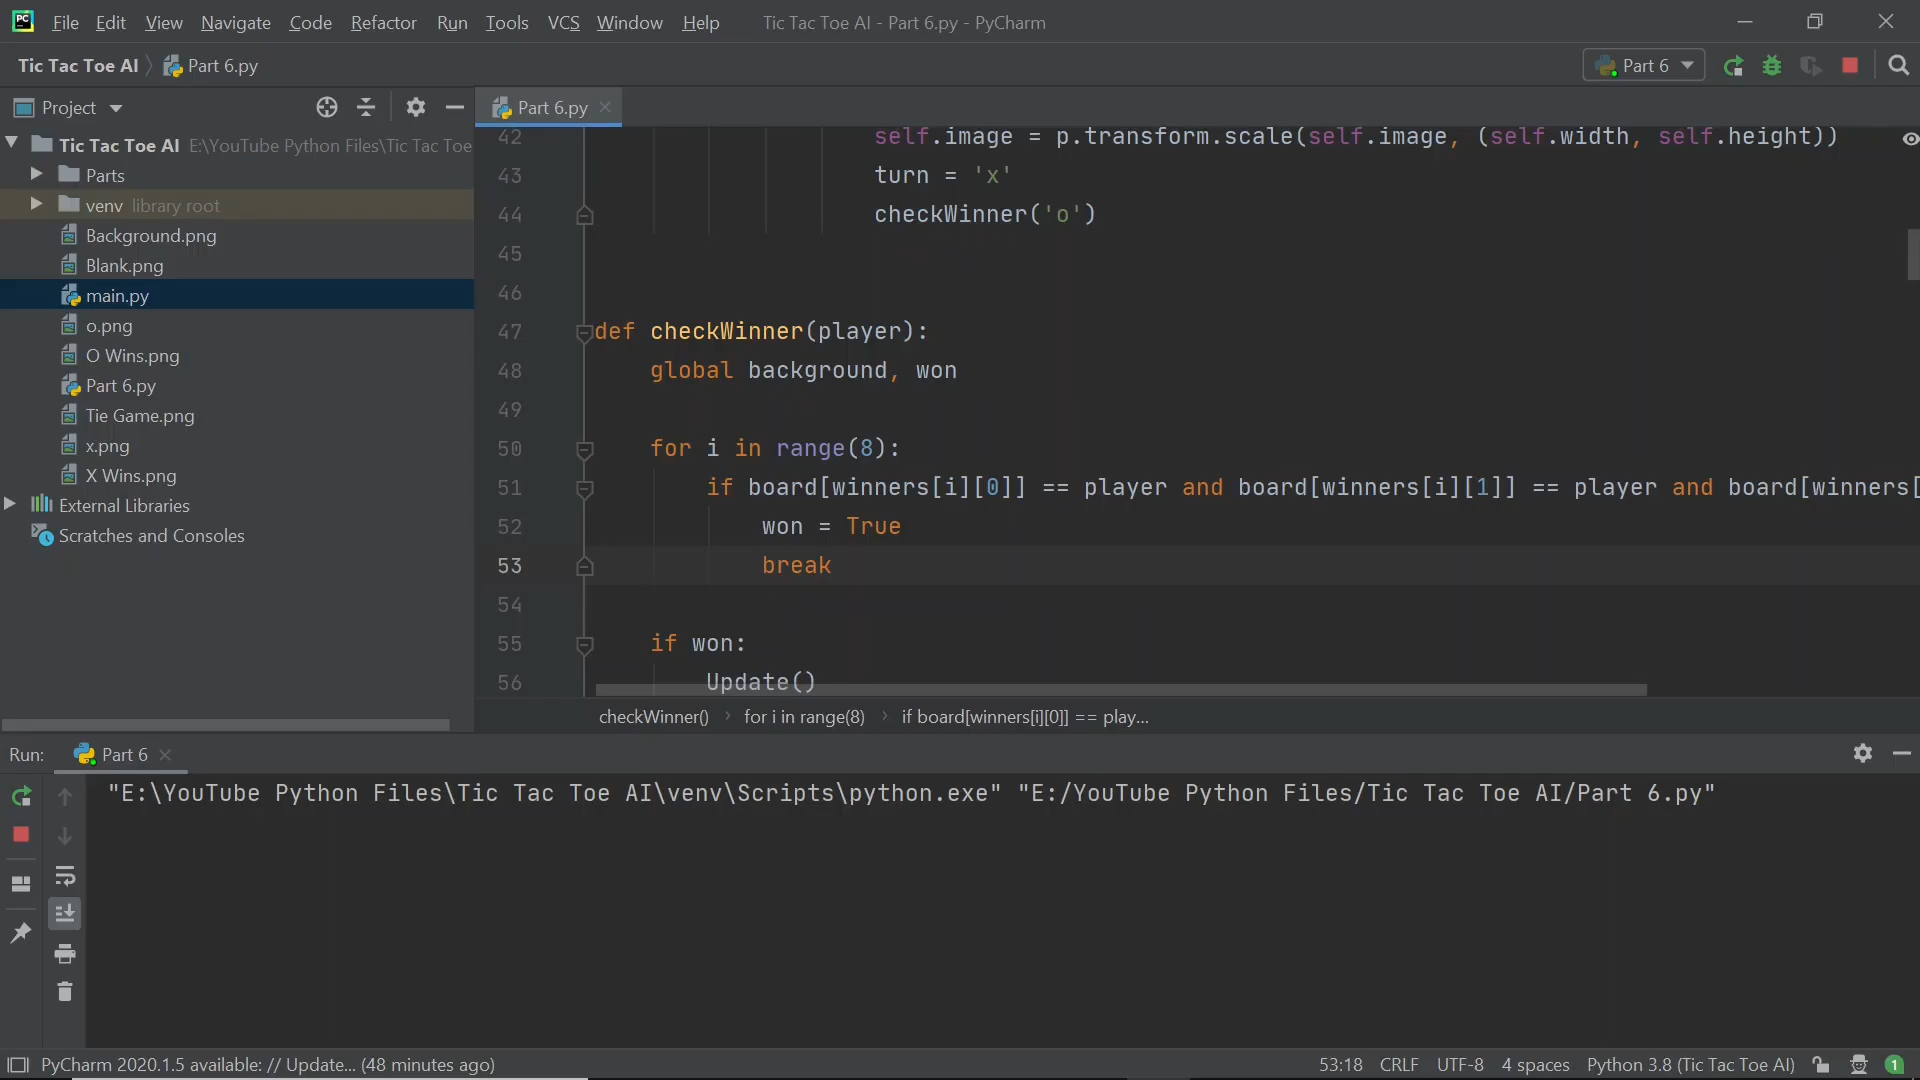 PC File Edit View Navigate Code Refactor Run Tools VCS Window Help Tic Tac Toe AI - Part 6.py - PyCharm
Tic Tac Toe AI Part 6.py Part 6
Project Part 6.py
Tic Tac Toe AI E:\YouTube Python Files\Tic Tac Toe
Parts
venv library root
Background.png
Blank.png
main.py
o.png
O Wins.png
Part 6.py
Tie Game.png
x.png
X Wins.png
External Libraries
Scratches and Consoles
42 self.image = p.transform.scale(self.image, (self.width, self.height))
43 turn = 'x'
44 checkWinner('o')
45
46
47 def checkWinner(player):
48 global background, won
49
50 for i in range(8):
51 if board[winners[i][0]] == player and board[winners[i][1]] == player and board[winners[
52 won = True
53 break
54
55 if won:
56 Update()
checkWinner() › for i in range(8) › if board[winners[i][0]] == play...
Run: Part 6
"E:\YouTube Python Files\Tic Tac Toe AI\venv\Scripts\python.exe" "E:/YouTube Python Files/Tic Tac Toe AI/Part 6.py"
PyCharm 2020.1.5 available: // Update... (48 minutes ago) 53:18 CRLF UTF-8 4 spaces Python 3.8 (Tic Tac Toe AI) 1